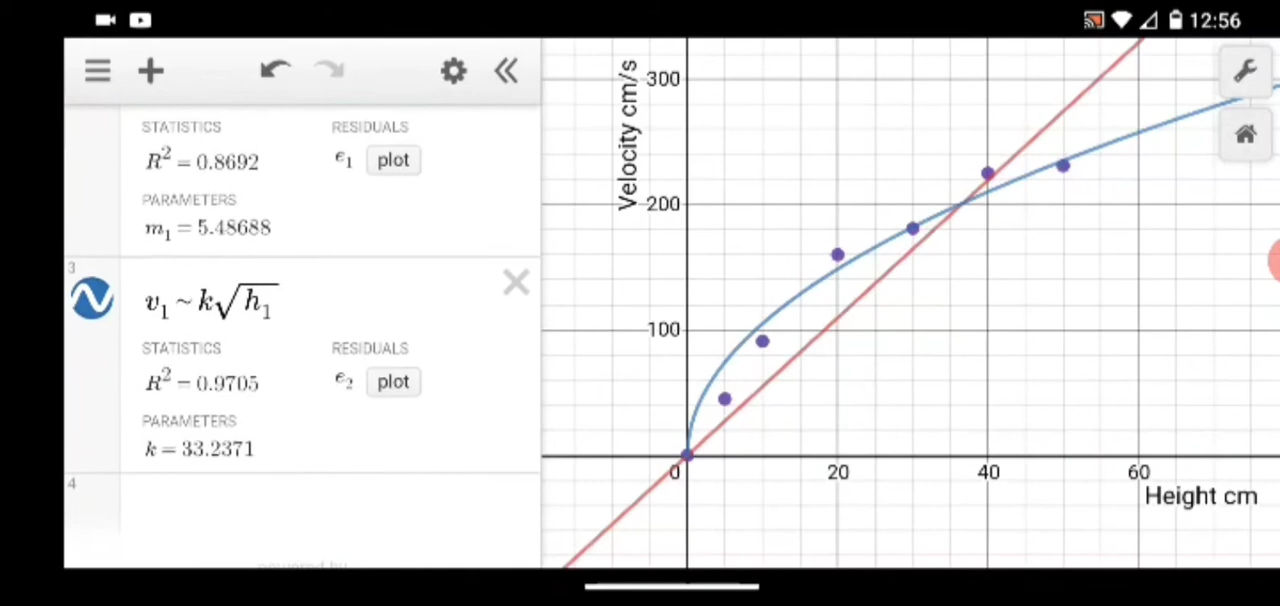 12:56
STATISTICS RESIDUALS
R² = 0.8692 e₁ plot
PARAMETERS
m₁ = 5.48688
3
v₁ ~ k√h₁
STATISTICS RESIDUALS
R² = 0.9705 e₂ plot
PARAMETERS
k = 33.2371
4
powered by
Velocity cm/s
300
200
100
0 20 40 60
Height cm